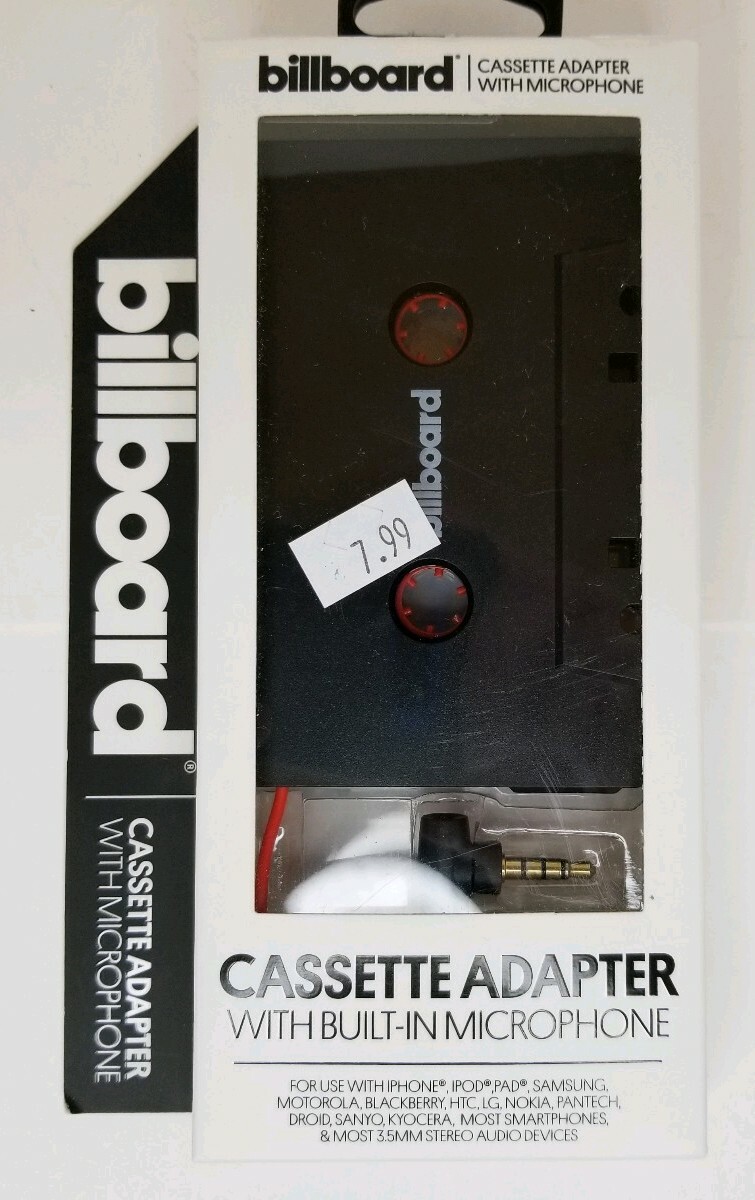 billboard®
CASSETTE ADAPTER
WITH MICROPHONE
billboard®
CASSETTE ADAPTER
WITH MICROPHONE
billboard
7.99
CASSETTE ADAPTER
WITH BUILT-IN MICROPHONE
FOR USE WITH IPHONE®, IPOD®,PAD®, SAMSUNG,
MOTOROLA, BLACKBERRY, HTC, LG, NOKIA, PANTECH,
DROID, SANYO, KYOCERA, MOST SMARTPHONES,
& MOST 3.5MM STEREO AUDIO DEVICES